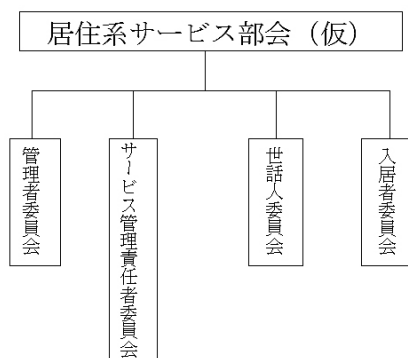 居住系サービス部会（仮）
管理者委員会
サービス管理責任者委員会
世話人委員会
入居者委員会